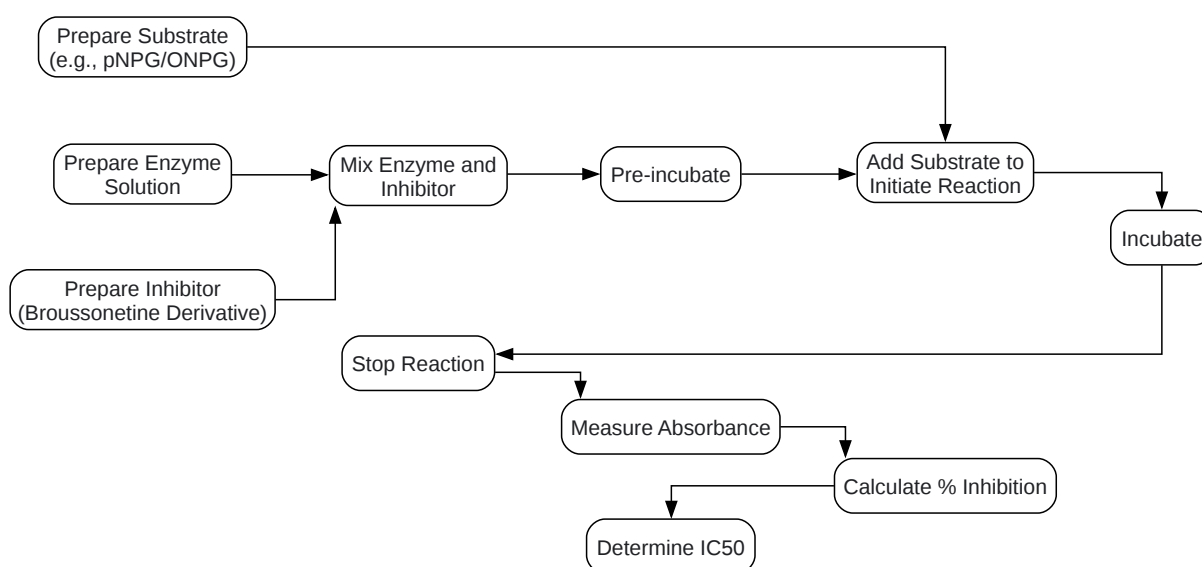 Prepare Substrate
(e.g., pNPG/ONPG)
Prepare Enzyme
Solution
Mix Enzyme and
Inhibitor
Pre-incubate
Add Substrate to
Initiate Reaction
Incubate
Prepare Inhibitor
(Broussonetine Derivative)
Stop Reaction
Measure Absorbance
Calculate % Inhibition
Determine IC50